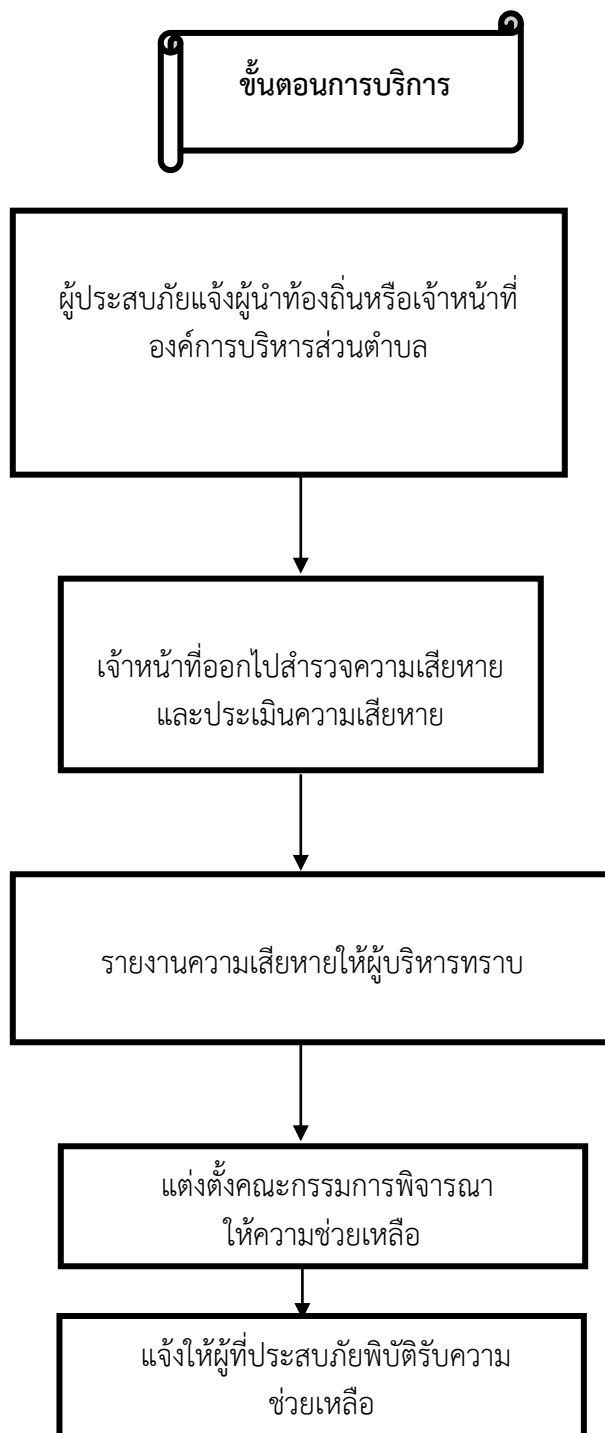 ขั้นตอนการบริการ
ผู้ประสบภัยแจ้งผู้นำท้องถิ่นหรือเจ้าหน้าที่
องค์การบริหารส่วนตำบล
เจ้าหน้าที่ออกไปสำรวจความเสียหาย
และประเมินความเสียหาย
รายงานความเสียหายให้ผู้บริหารทราบ
แต่งตั้งคณะกรรมการพิจารณา
ให้ความช่วยเหลือ
แจ้งให้ผู้ที่ประสบภัยพิบัติรับความ
ช่วยเหลือ